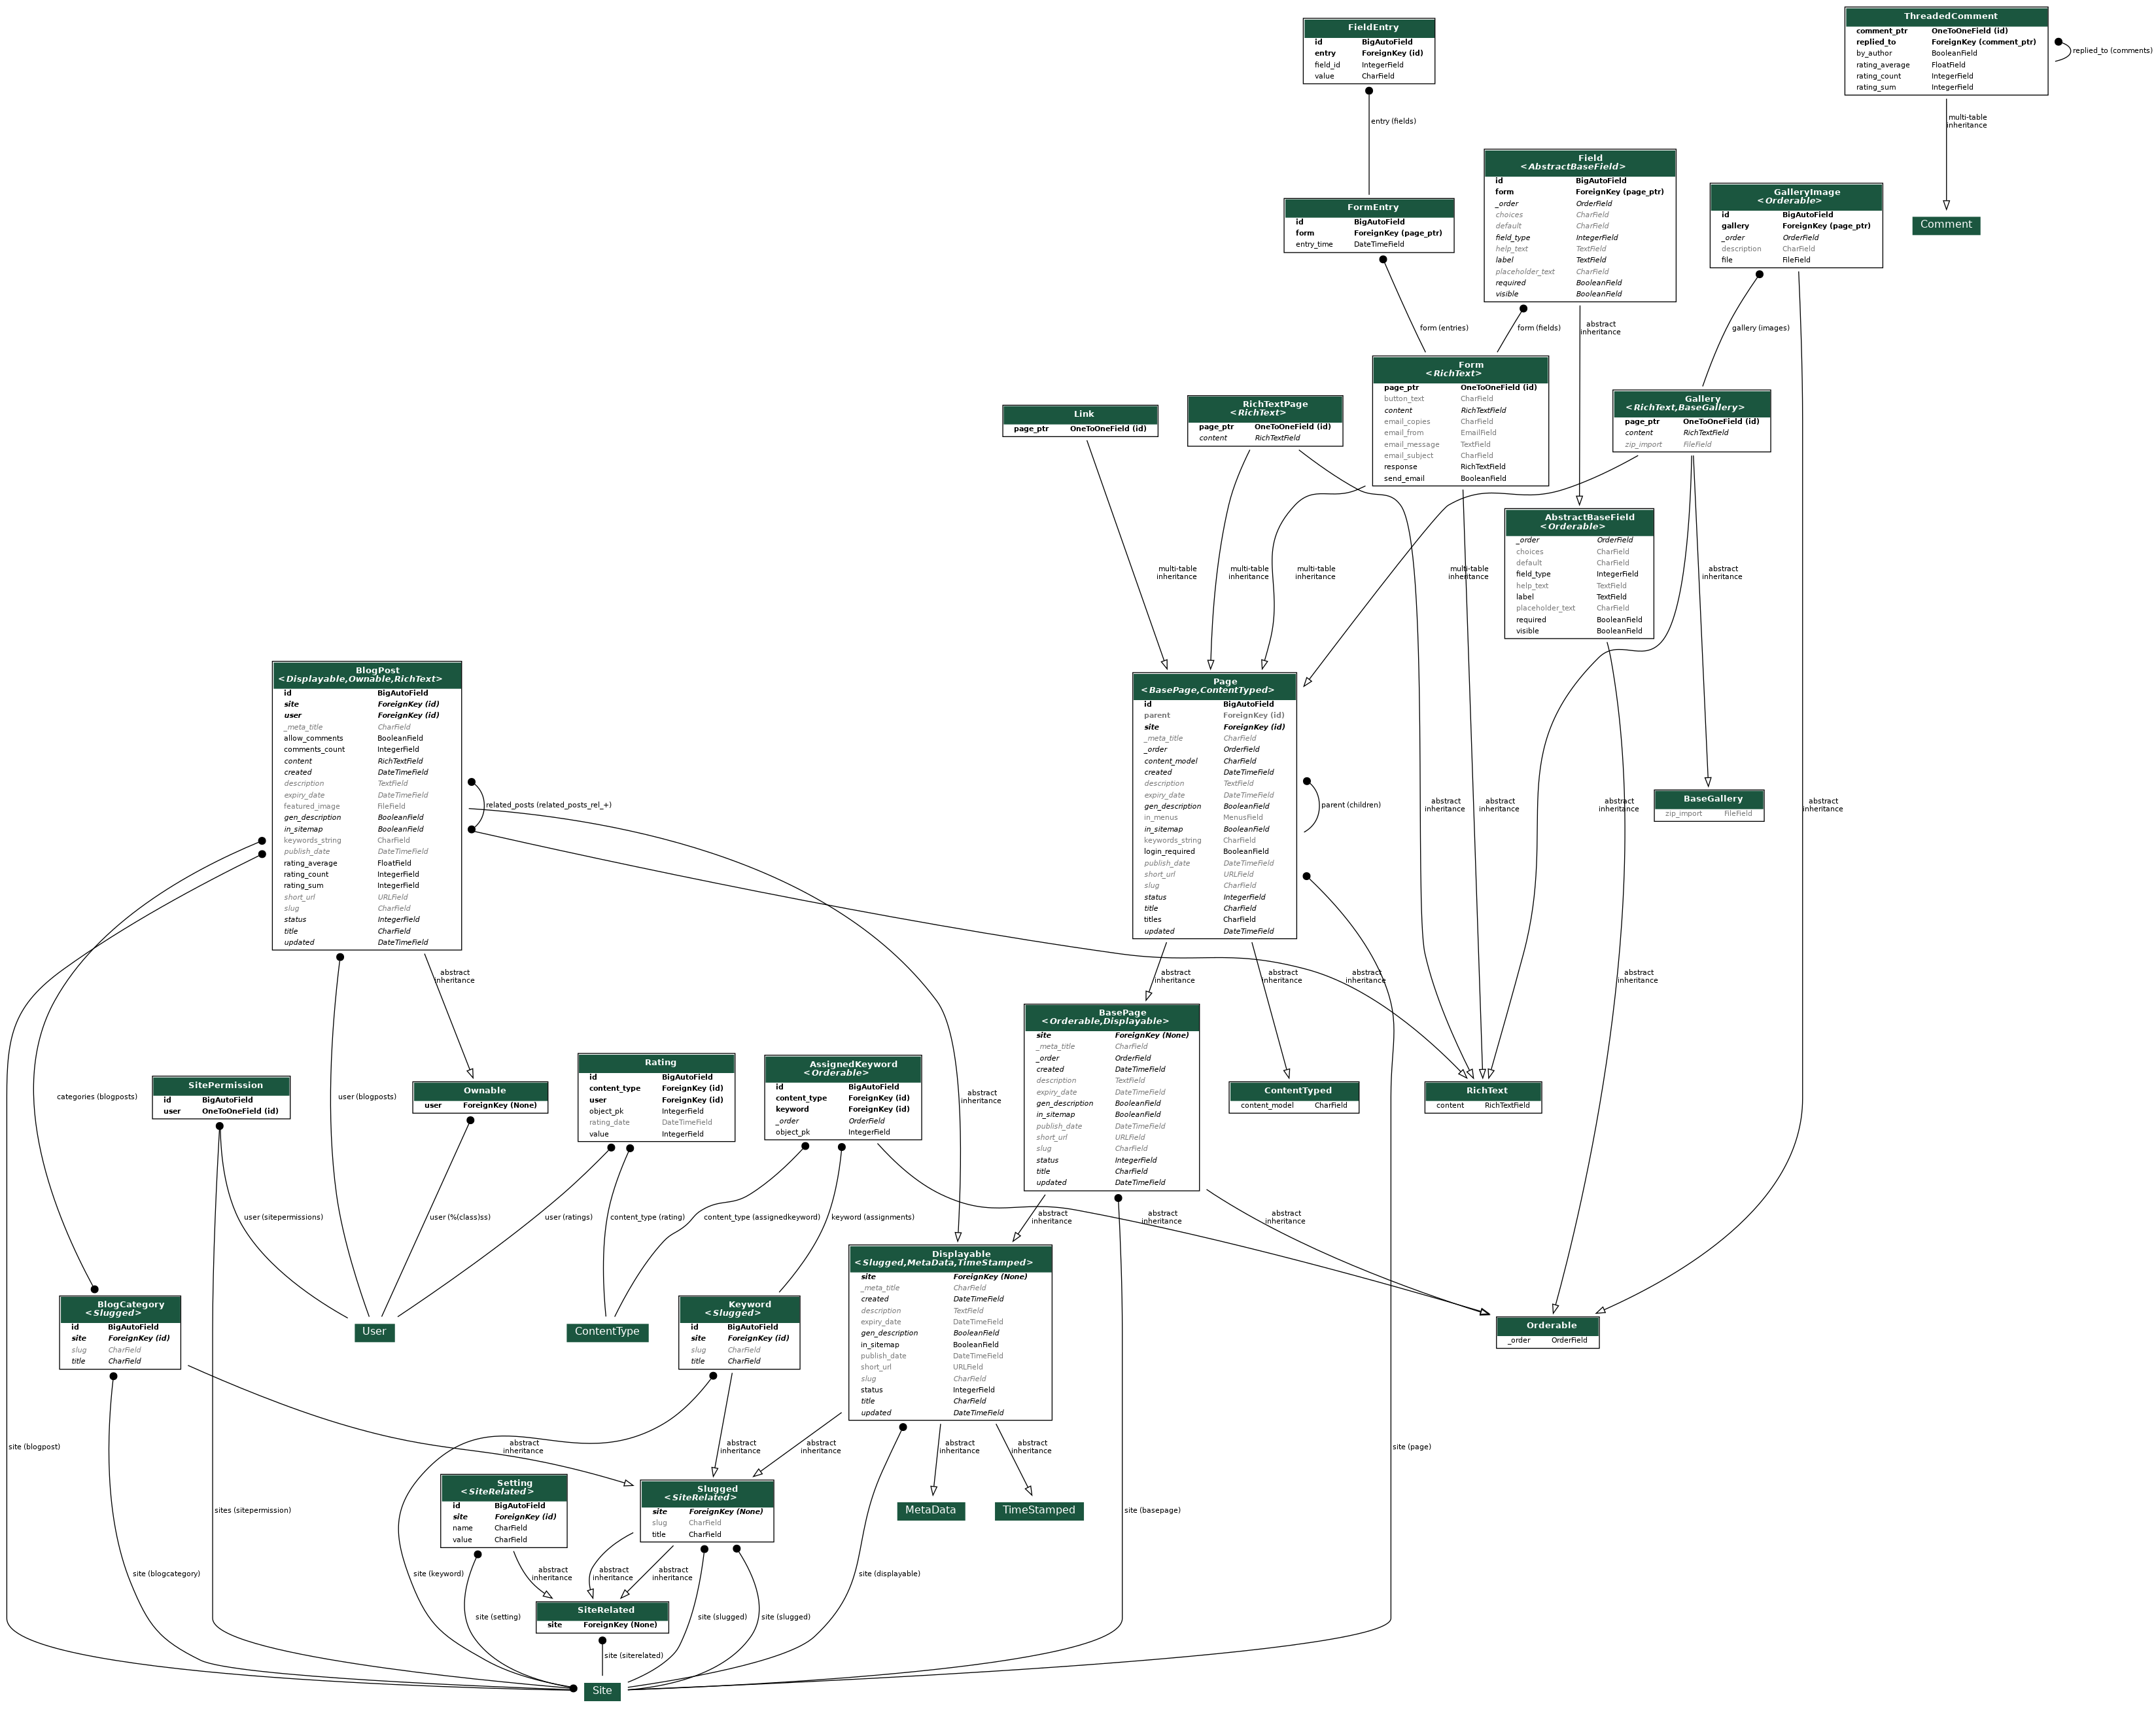 ThreadedComment
comment_ptr OneToOneField (id)
replied_to ForeignKey (comment_ptr)
by_author BooleanField
rating_average FloatField
rating_count IntegerField
rating_sum IntegerField
replied_to (comments)
multi-table
inheritance
Comment
FieldEntry
id BigAutoField
entry ForeignKey (id)
field_id IntegerField
value CharField
entry (fields)
FormEntry
id BigAutoField
form ForeignKey (page_ptr)
entry_time DateTimeField
form (entries)
Field
<AbstractBaseField>
id BigAutoField
form ForeignKey (page_ptr)
_order OrderField
choices CharField
default CharField
field_type IntegerField
help_text TextField
label TextField
placeholder_text CharField
required BooleanField
visible BooleanField
form (fields)
abstract
inheritance
GalleryImage
<Orderable>
id BigAutoField
gallery ForeignKey (page_ptr)
_order OrderField
description CharField
file FileField
gallery (images)
Link
page_ptr OneToOneField (id)
RichTextPage
<RichText>
page_ptr OneToOneField (id)
content RichTextField
Form
<RichText>
page_ptr OneToOneField (id)
button_text CharField
content RichTextField
email_copies CharField
email_from EmailField
email_message TextField
email_subject CharField
response RichTextField
send_email BooleanField
Gallery
<RichText,BaseGallery>
page_ptr OneToOneField (id)
content RichTextField
zip_import FileField
AbstractBaseField
<Orderable>
_order OrderField
choices CharField
default CharField
field_type IntegerField
help_text TextField
label TextField
placeholder_text CharField
required BooleanField
visible BooleanField
multi-table
inheritance
multi-table
inheritance
multi-table
inheritance
multi-table
inheritance
abstract
inheritance
BlogPost
<Displayable,Ownable,RichText>
id BigAutoField
site ForeignKey (id)
user ForeignKey (id)
_meta_title CharField
allow_comments BooleanField
comments_count IntegerField
content RichTextField
created DateTimeField
description TextField
expiry_date DateTimeField
featured_image FileField
gen_description BooleanField
in_sitemap BooleanField
keywords_string CharField
publish_date DateTimeField
rating_average FloatField
rating_count IntegerField
rating_sum IntegerField
short_url URLField
slug CharField
status IntegerField
title CharField
updated DateTimeField
related_posts (related_posts_rel_+)
Page
<BasePage,ContentTyped>
id BigAutoField
parent ForeignKey (id)
site ForeignKey (id)
_meta_title CharField
_order OrderField
content_model CharField
created DateTimeField
description TextField
expiry_date DateTimeField
gen_description BooleanField
in_menus MenusField
in_sitemap BooleanField
keywords_string CharField
login_required BooleanField
publish_date DateTimeField
short_url URLField
slug CharField
status IntegerField
title CharField
titles CharField
updated DateTimeField
parent (children)
abstract
inheritance
abstract
inheritance
abstract
inheritance
abstract
inheritance
BaseGallery
zip_import FileField
abstract
inheritance
abstract
inheritance
abstract
inheritance
abstract
inheritance
abstract
inheritance
BasePage
<Orderable,Displayable>
site ForeignKey (None)
_meta_title CharField
_order OrderField
created DateTimeField
description TextField
expiry_date DateTimeField
gen_description BooleanField
in_sitemap BooleanField
publish_date DateTimeField
short_url URLField
slug CharField
status IntegerField
title CharField
updated DateTimeField
categories (blogposts)
SitePermission
id BigAutoField
user OneToOneField (id)
user (blogposts)
Ownable
user ForeignKey (None)
Rating
id BigAutoField
content_type ForeignKey (id)
user ForeignKey (id)
object_pk IntegerField
rating_date DateTimeField
value IntegerField
AssignedKeyword
<Orderable>
id BigAutoField
content_type ForeignKey (id)
keyword ForeignKey (id)
_order OrderField
object_pk IntegerField
abstract
inheritance
ContentTyped
content_model CharField
RichText
content RichTextField
user (sitepermissions)
user (%(class)ss)
user (ratings)
content_type (rating)
content_type (assignedkeyword)
keyword (assignments)
abstract
inheritance
abstract
inheritance
abstract
inheritance
BlogCategory
<Slugged>
id BigAutoField
site ForeignKey (id)
slug CharField
title CharField
User
ContentType
Keyword
<Slugged>
id BigAutoField
site ForeignKey (id)
slug CharField
title CharField
Displayable
<Slugged,MetaData,TimeStamped>
site ForeignKey (None)
_meta_title CharField
created DateTimeField
description TextField
expiry_date DateTimeField
gen_description BooleanField
in_sitemap BooleanField
publish_date DateTimeField
short_url URLField
slug CharField
status IntegerField
title CharField
updated DateTimeField
Orderable
_order OrderField
site (blogpost)
abstract
inheritance
abstract
inheritance
abstract
inheritance
abstract
inheritance
abstract
inheritance
site (page)
sites (sitepermission)
Setting
<SiteRelated>
id BigAutoField
site ForeignKey (id)
name CharField
value CharField
Slugged
<SiteRelated>
site ForeignKey (None)
slug CharField
title CharField
MetaData
TimeStamped
site (basepage)
site (blogcategory)
site (keyword)
abstract
inheritance
abstract
inheritance
abstract
inheritance
site (displayable)
SiteRelated
site ForeignKey (None)
site (setting)
site (slugged)
site (slugged)
site (siterelated)
Site